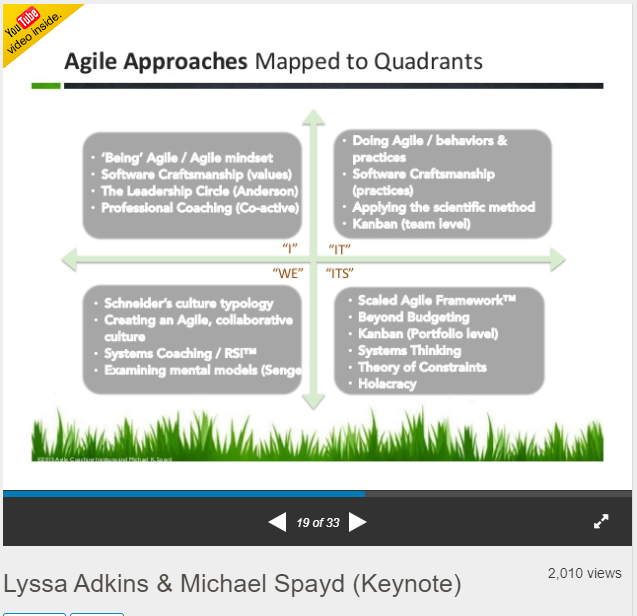 YouTube
video inside.
Agile Approaches Mapped to Quadrants
• 'Being' Agile / Agile mindset
• Software Craftsmanship (values)
• The Leadership Circle (Anderson)
• Professional Coaching (Co-active)
• Doing Agile / behaviors &
practices
• Software Craftsmanship
(practices)
• Applying the scientific method
• Kanban (team level)
"I"
"IT"
"WE"
"ITS"
• Schneider's culture typology
• Creating an Agile, collaborative
culture
• Systems Coaching / RSI™
• Examining mental models (Senge
• Scaled Agile Framework™
• Beyond Budgeting
• Kanban (Portfolio level)
• Systems Thinking
• Theory of Constraints
• Holacracy
Agile Coaching Institute and Michael K Spayd
19 of 33
2,010 views
Lyssa Adkins & Michael Spayd (Keynote)